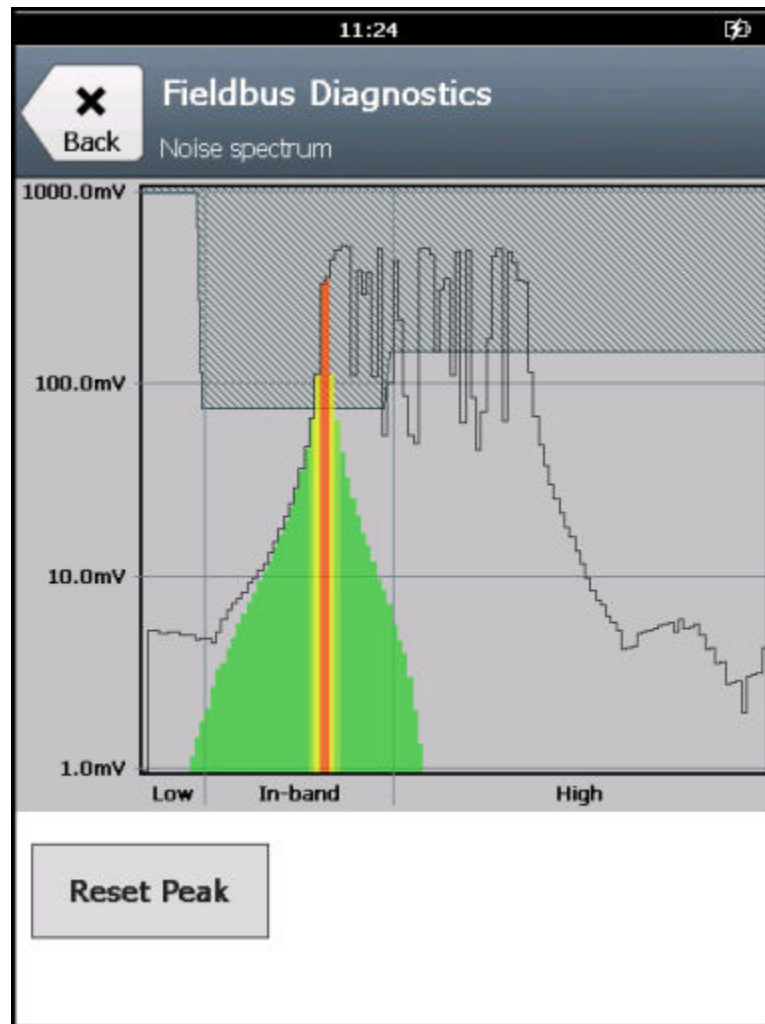 11:24
Fieldbus Diagnostics
Back
Noise spectrum
1000.0mV
100.0mV
10.0mV
1.0mV
Low In-band High
Reset Peak